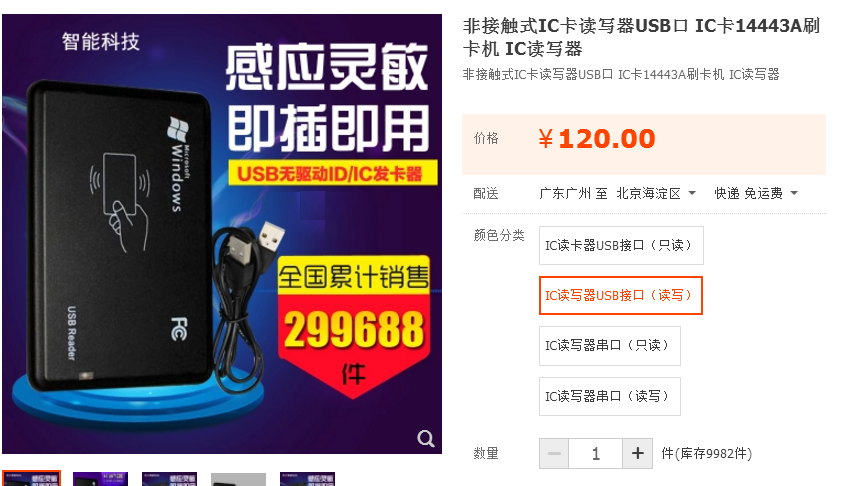 智能科技
感应灵敏
即插即用
USB无驱动ID/IC发卡器
Microsoft
Windows
USB Reader
FC
全国累计销售
299688
件
非接触式IC卡读写器USB口 IC卡14443A刷
卡机 IC读写器
非接触式IC卡读写器USB口 IC卡14443A刷卡机 IC读写器
价格
¥120.00
配送
广东广州 至 北京海淀区 快递 免运费
颜色分类
IC读卡器USB接口（只读）
IC读写器USB接口（读写）
IC读写器串口（只读）
IC读写器串口（读写）
数量
1
件(库存9982件)